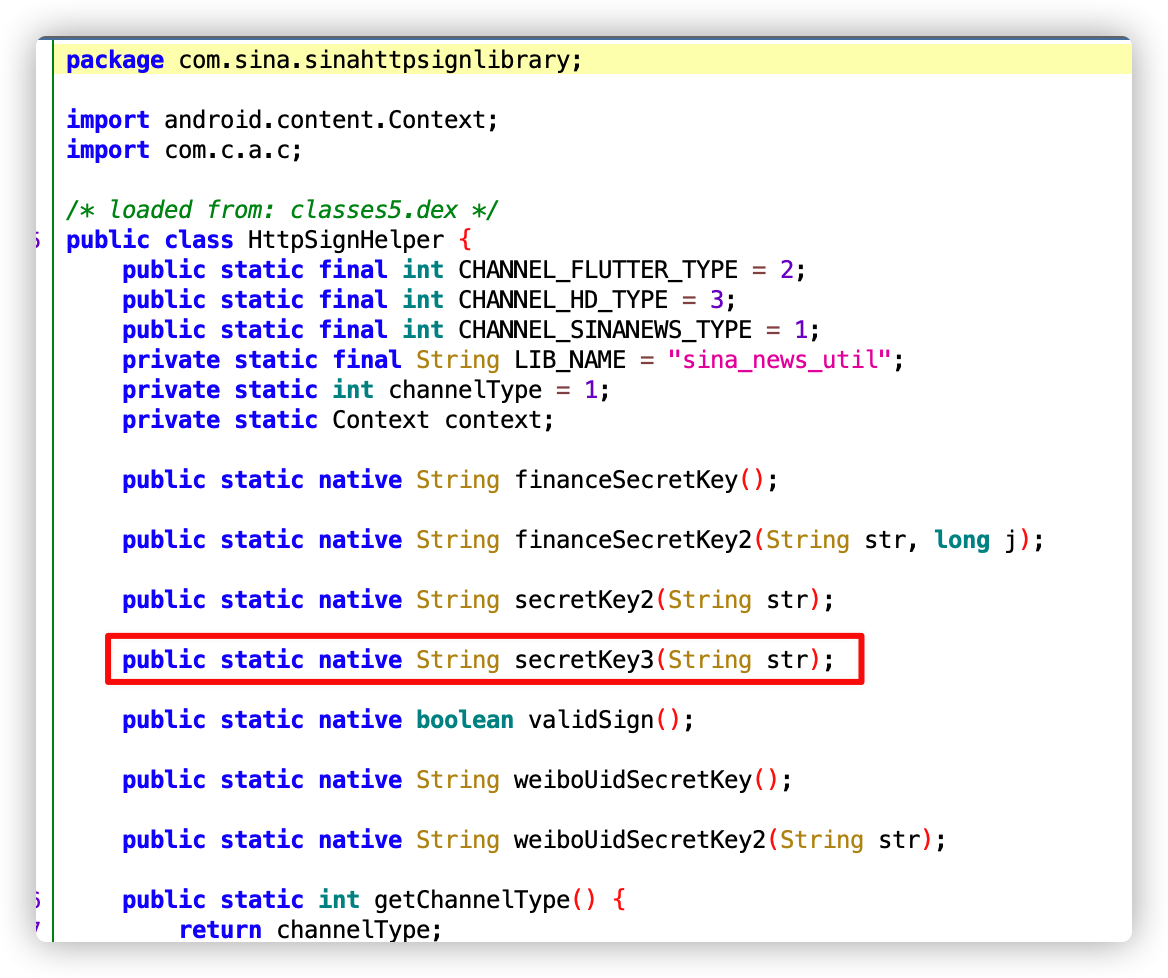 package com.sina.sinahttpsignlibrary;
import android.content.Context;
import com.c.a.c;
/* loaded from: classes5.dex */
public class HttpSignHelper {
public static final int CHANNEL_FLUTTER_TYPE = 2;
public static final int CHANNEL_HD_TYPE = 3;
public static final int CHANNEL_SINANEWS_TYPE = 1;
private static final String LIB_NAME = "sina_news_util";
private static int channelType = 1;
private static Context context;
public static native String financeSecretKey();
public static native String financeSecretKey2(String str, long j);
public static native String secretKey2(String str);
public static native String secretKey3(String str);
public static native boolean validSign();
public static native String weiboUidSecretKey();
public static native String weiboUidSecretKey2(String str);
public static int getChannelType() {
return channelType;